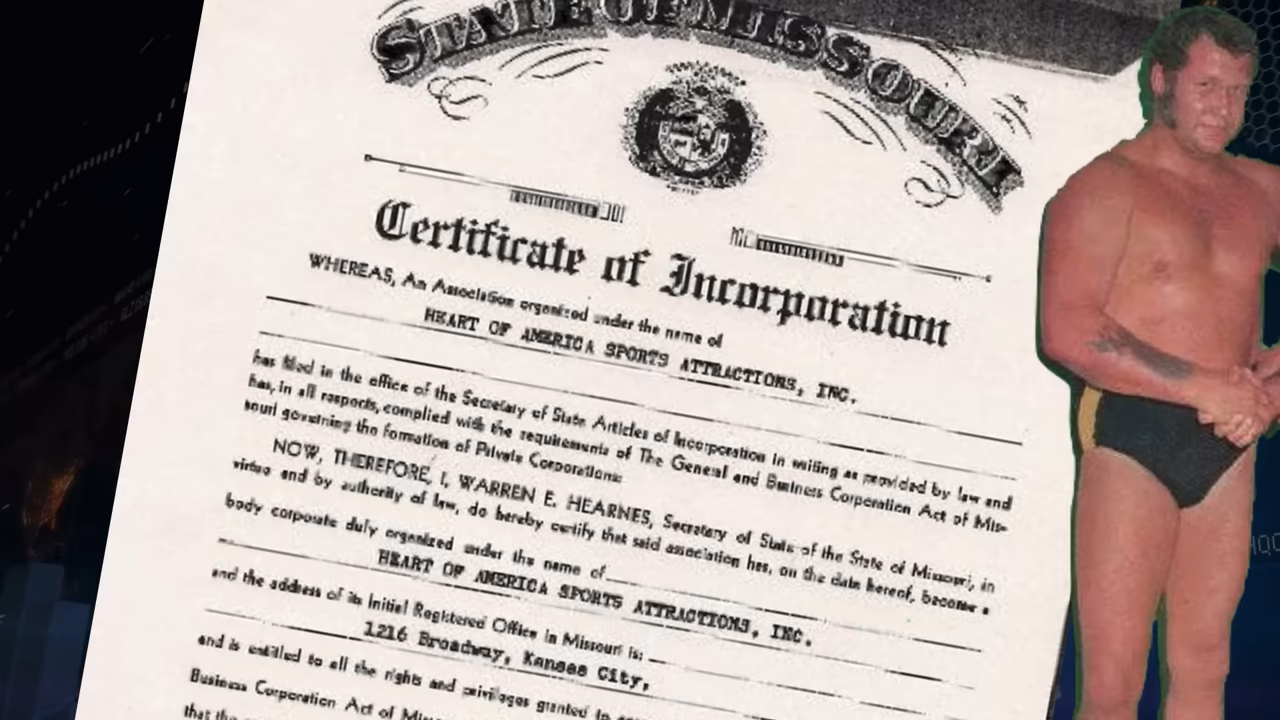 STATE OF MISSOURI
Certificate of Incorporation
WHEREAS, An Association organized under the name of
HEART OF AMERICA SPORTS ATTRACTIONS, INC.
has filed in the office of the Secretary of State Articles of Incorporation in writing as provided by law and
has, in all respects, complied with the requirements of The General and Business Corporation Act of Mis-
souri governing the formation of Private Corporations:
NOW, THEREFORE, I, WARREN E. HEARNES, Secretary of State of the State of Missouri, in
virtue and by authority of law, do hereby certify that said association has, on the date hereof, become a
body corporate duly organized under the name of
HEART OF AMERICA SPORTS ATTRACTIONS, INC.
and the address of its Initial Registered Office in Missouri is:
1216 Broadway, Kansas City,
and is entitled to all the rights and privileges granted to
Business Corporation Act of
that the